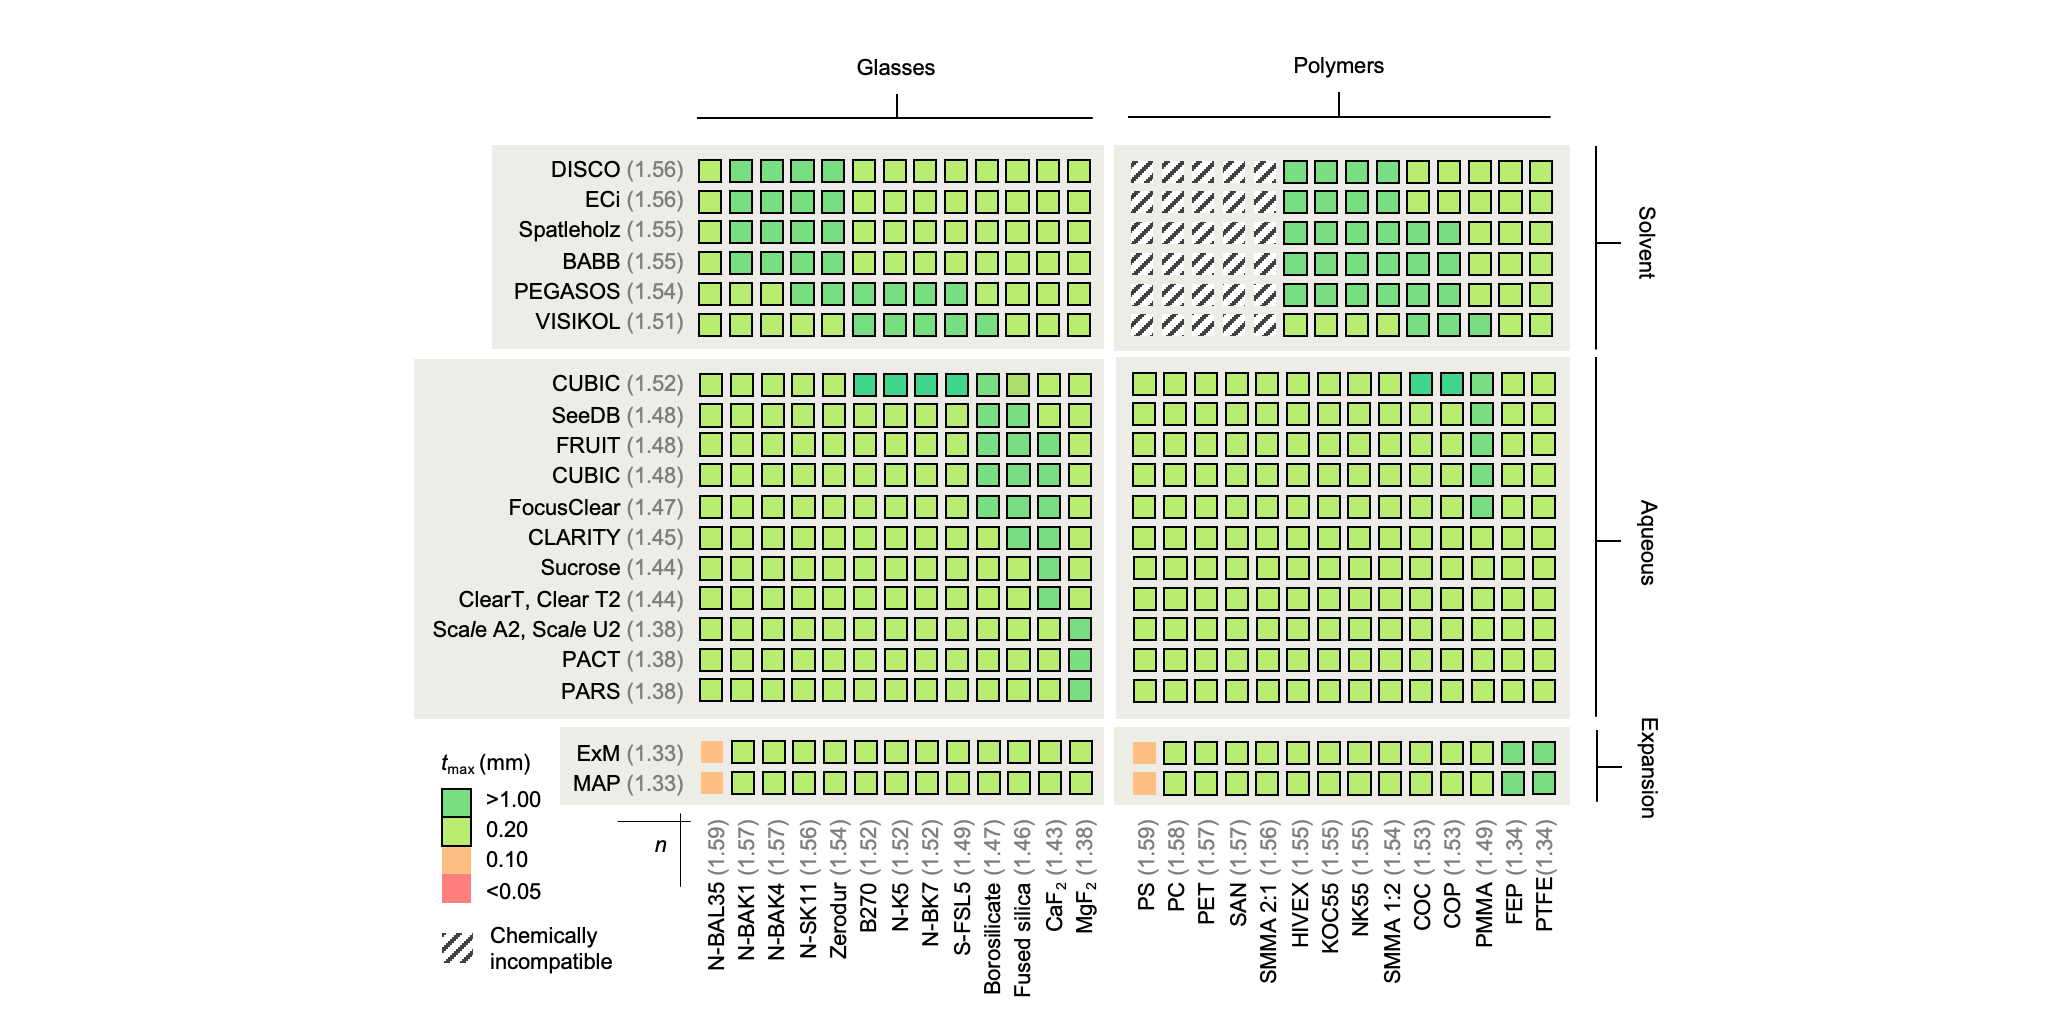 Glasses
Polymers
DISCO (1.56)
ECi (1.56)
Spatleholz (1.55)
BABB (1.55)
PEGASOS (1.54)
VISIKOL (1.51)
Solvent
CUBIC (1.52)
SeeDB (1.48)
FRUIT (1.48)
CUBIC (1.48)
FocusClear (1.47)
CLARITY (1.45)
Sucrose (1.44)
ClearT, Clear T2 (1.44)
Scale A2, Scale U2 (1.38)
PACT (1.38)
PARS (1.38)
Aqueous
ExM (1.33)
MAP (1.33)
Expansion
tmax (mm)
>1.00
0.20
0.10
<0.05
Chemically
incompatible
n
N-BAL35 (1.59)
N-BAK1 (1.57)
N-BAK4 (1.57)
N-SK11 (1.56)
Zerodur (1.54)
B270 (1.52)
N-K5 (1.52)
N-BK7 (1.52)
S-FSL5 (1.49)
Borosilicate (1.47)
Fused silica (1.46)
CaF₂ (1.43)
MgF₂ (1.38)
PS (1.59)
PC (1.58)
PET (1.57)
SAN (1.57)
SMMA 2:1 (1.56)
HIVEX (1.55)
KOC55 (1.55)
NK55 (1.55)
SMMA 1:2 (1.54)
COC (1.53)
COP (1.53)
PMMA (1.49)
FEP (1.34)
PTFE(1.34)